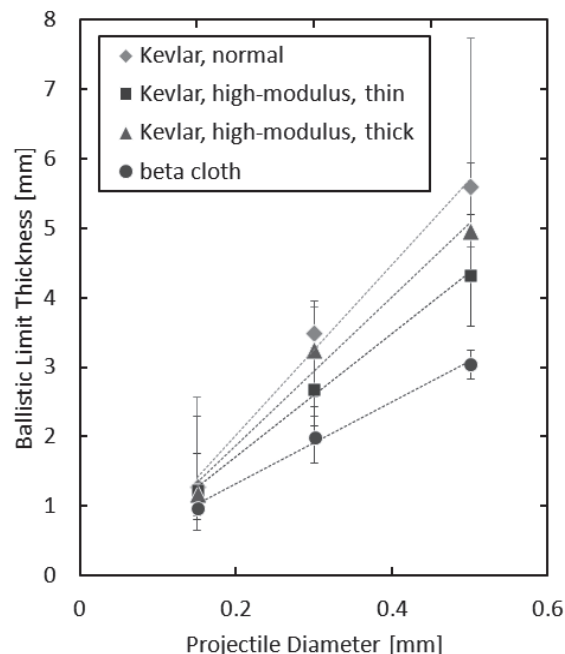 8
7
6
5
4
3
2
1
0
Kevlar, normal
Kevlar, high-modulus, thin
Kevlar, high-modulus, thick
beta cloth
Ballistic Limit Thickness [mm]
0 0.2 0.4 0.6
Projectile Diameter [mm]